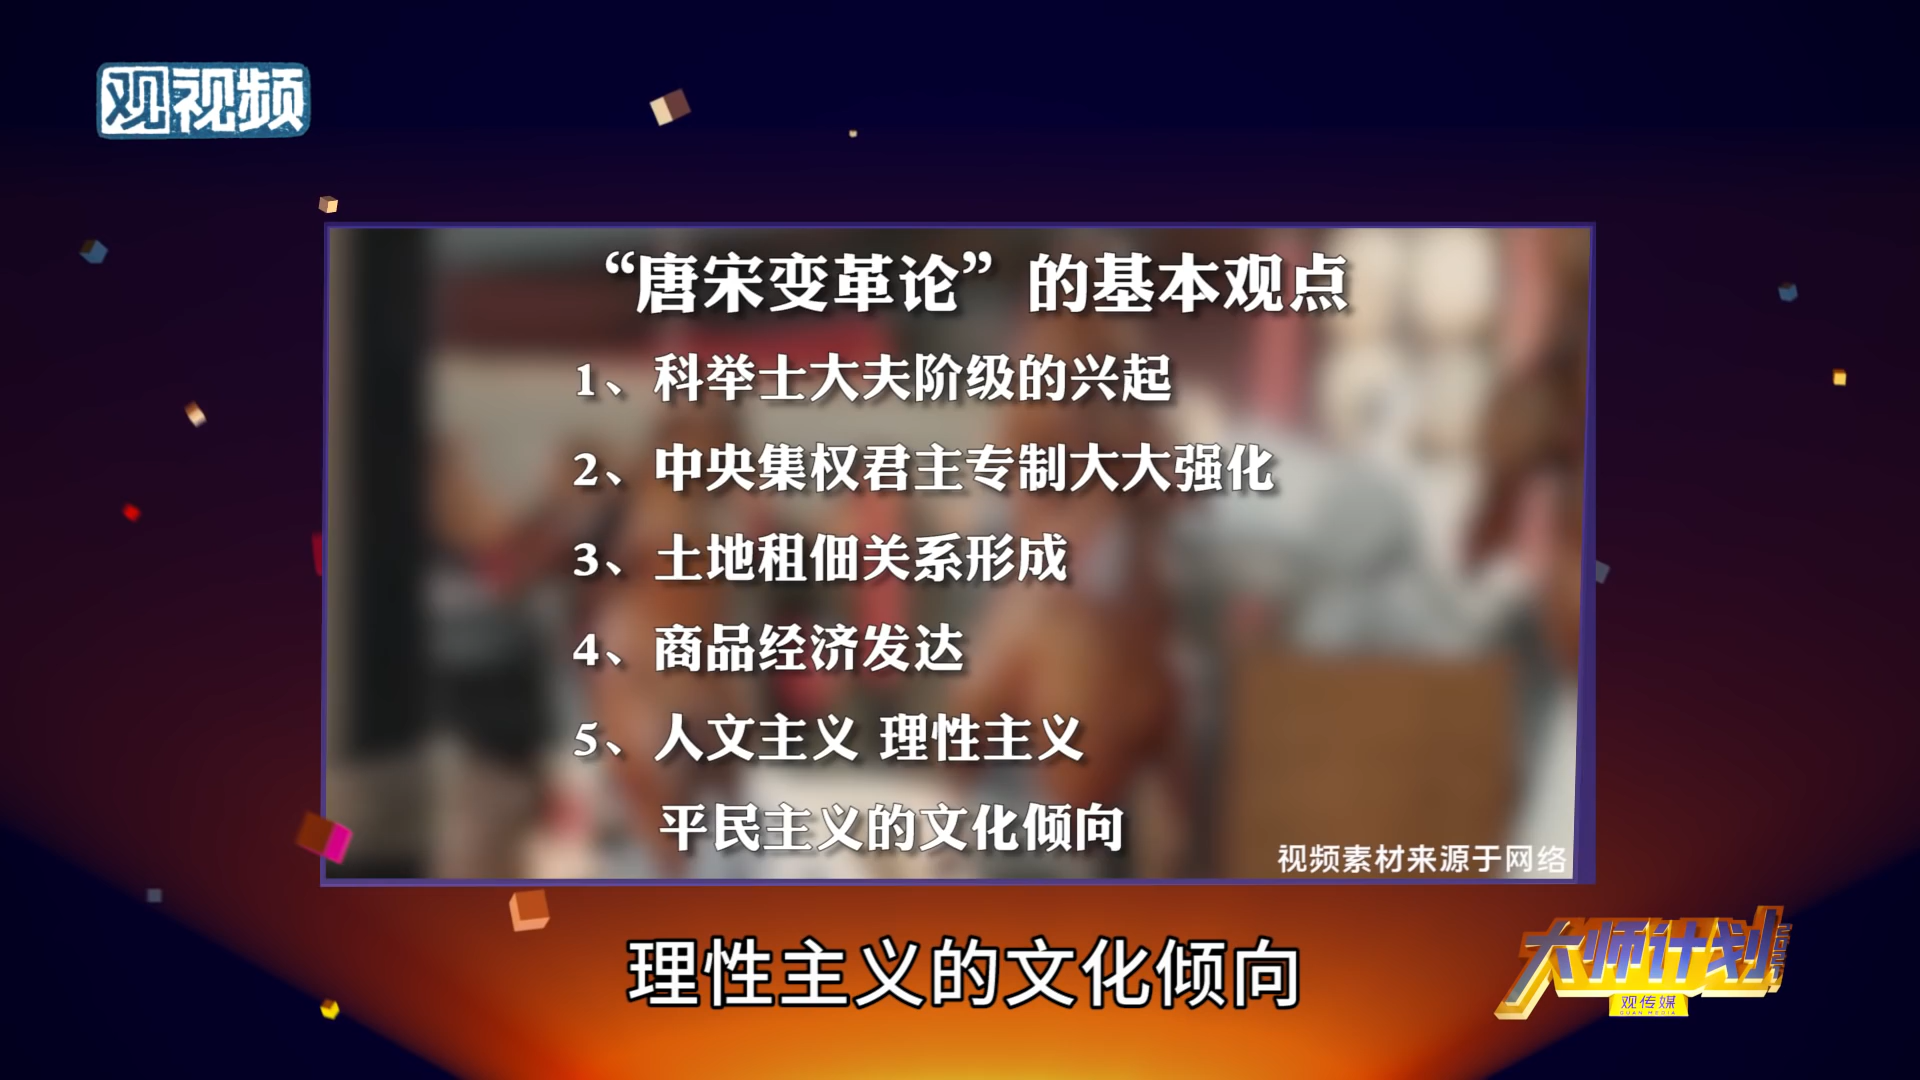 观视频
“唐宋变革论”的基本观点
1、科举士大夫阶级的兴起
2、中央集权君主专制大大强化
3、土地租佃关系形成
4、商品经济发达
5、人文主义 理性主义
平民主义的文化倾向
视频素材来源于网络
理性主义的文化倾向
大师计划
观传媒
GUAN MEDIA